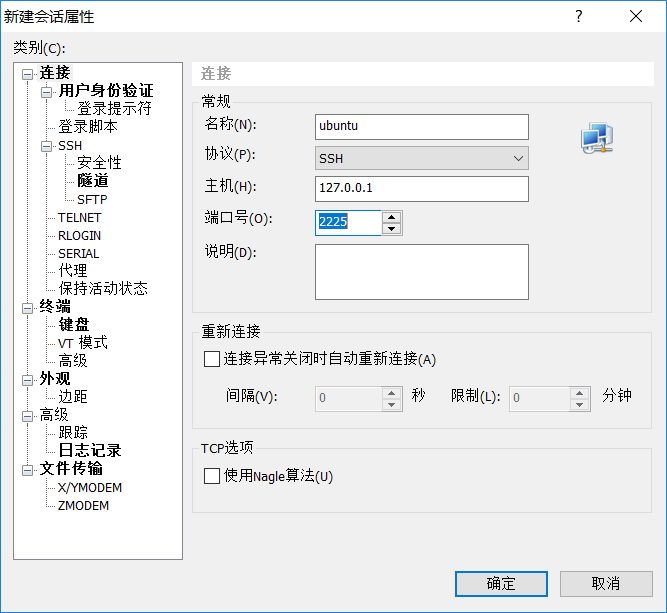 新建会话属性
类别(C):
连接
用户身份验证
登录提示符
登录脚本
SSH
安全性
隧道
SFTP
TELNET
RLOGIN
SERIAL
代理
保持活动状态
终端
键盘
VT 模式
高级
外观
边距
高级
跟踪
日志记录
文件传输
X/YMODEM
ZMODEM
连接
常规
名称(N): ubuntu
协议(P): SSH
主机(H): 127.0.0.1
端口号(O): 2225
说明(D):
重新连接
连接异常关闭时自动重新连接(A)
间隔(V): 0 秒 限制(L): 0 分钟
TCP选项
使用Nagle算法(U)
确定 取消